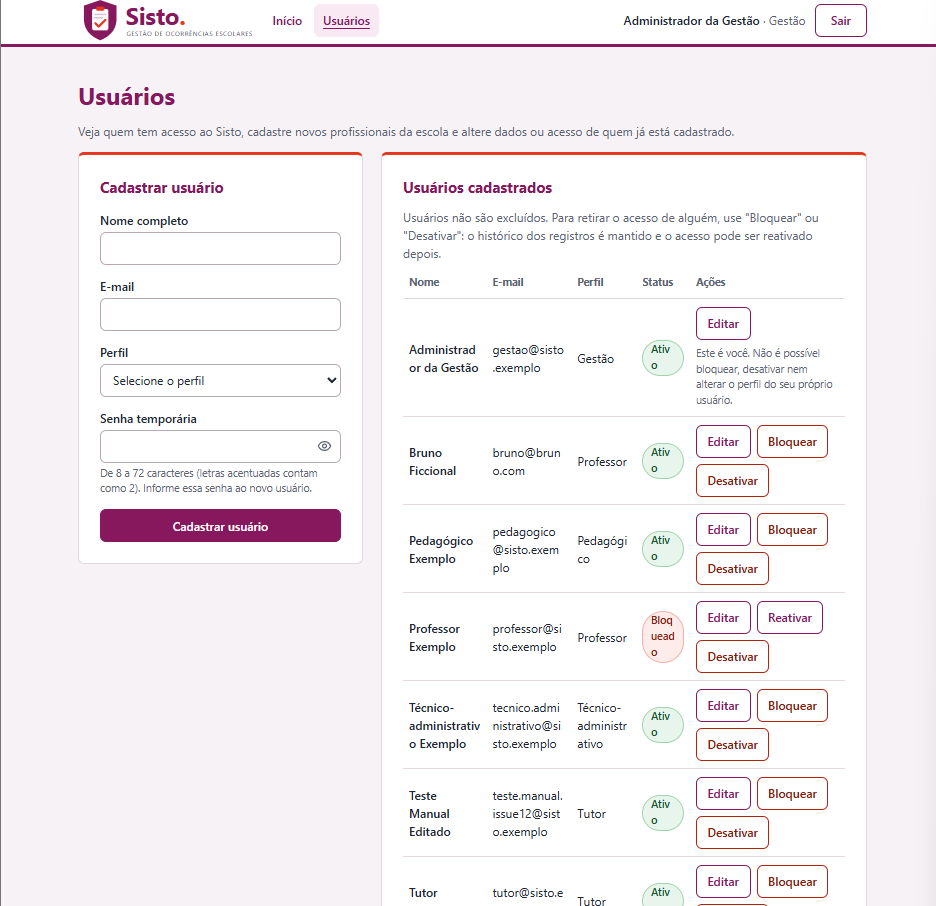 Sisto.
GESTÃO DE OCORRÊNCIAS ESCOLARES
Início
Usuários
Administrador da Gestão · Gestão
Sair
Usuários
Veja quem tem acesso ao Sisto, cadastre novos profissionais da escola e altere dados ou acesso de quem já está cadastrado.
Cadastrar usuário
Nome completo
E-mail
Perfil
Selecione o perfil
Senha temporária
De 8 a 72 caracteres (letras acentuadas contam
como 2). Informe essa senha ao novo usuário.
Cadastrar usuário
Usuários cadastrados
Usuários não são excluídos. Para retirar o acesso de alguém, use "Bloquear" ou
"Desativar": o histórico dos registros é mantido e o acesso pode ser reativado
depois.
Nome E-mail Perfil Status Ações
Administrad
or da Gestão
gestao@sisto
.exemplo
Gestão
Ativ
o
Editar
Este é você. Não é possível
bloquear, desativar nem
alterar o perfil do seu próprio
usuário.
Bruno
Ficcional
bruno@brun
o.com
Professor
Ativ
o
Editar Bloquear
Desativar
Pedagógico
Exemplo
pedagogico
@sisto.exem
plo
Pedagógi
co
Ativ
o
Editar Bloquear
Desativar
Professor
Exemplo
professor@si
sto.exemplo
Professor
Bloq
uead
o
Editar Reativar
Desativar
Técnico-
administrativ
o Exemplo
tecnico.admi
nistrativo@si
sto.exemplo
Técnico-
administr
ativo
Ativ
o
Editar Bloquear
Desativar
Teste
Manual
Editado
teste.manual.
issue12@sist
o.exemplo
Tutor
Ativ
o
Editar Bloquear
Desativar
Tutor
tutor@sisto.e
Tutor
Ativ
Editar Bloquear